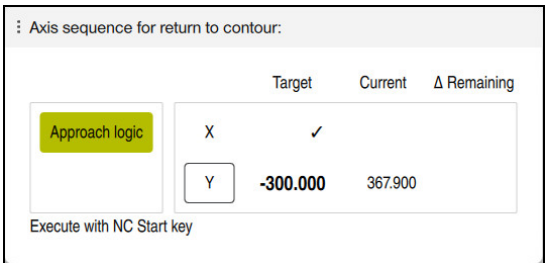 Axis sequence for return to contour:
Target Current Δ Remaining
Approach logic X ✓
Y -300.000 367.900
Execute with NC Start key